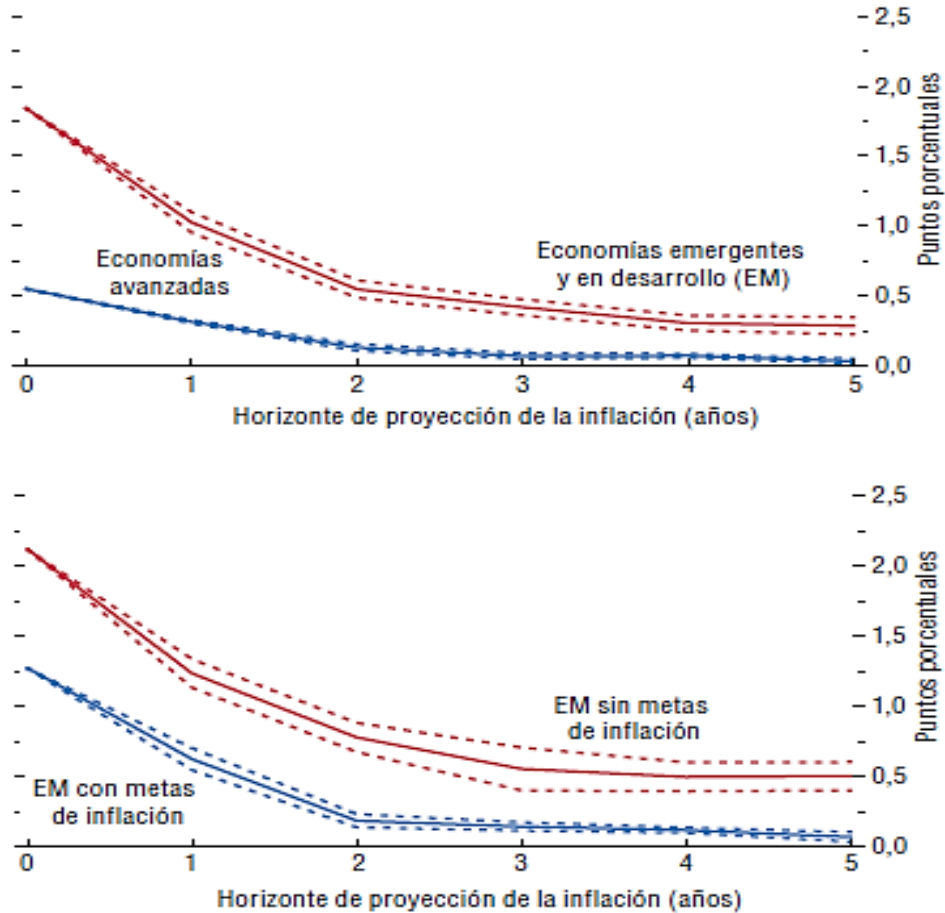 2,5
2,0
1,5
1,0
0,5
0,0
Puntos porcentuales
Economías
avanzadas
Economías emergentes
y en desarrollo (EM)
0 1 2 3 4 5
Horizonte de proyección de la inflación (años)
2,5
2,0
1,5
1,0
0,5
0,0
Puntos porcentuales
EM sin metas
de inflación
EM con metas
de inflación
0 1 2 3 4 5
Horizonte de proyección de la inflación (años)